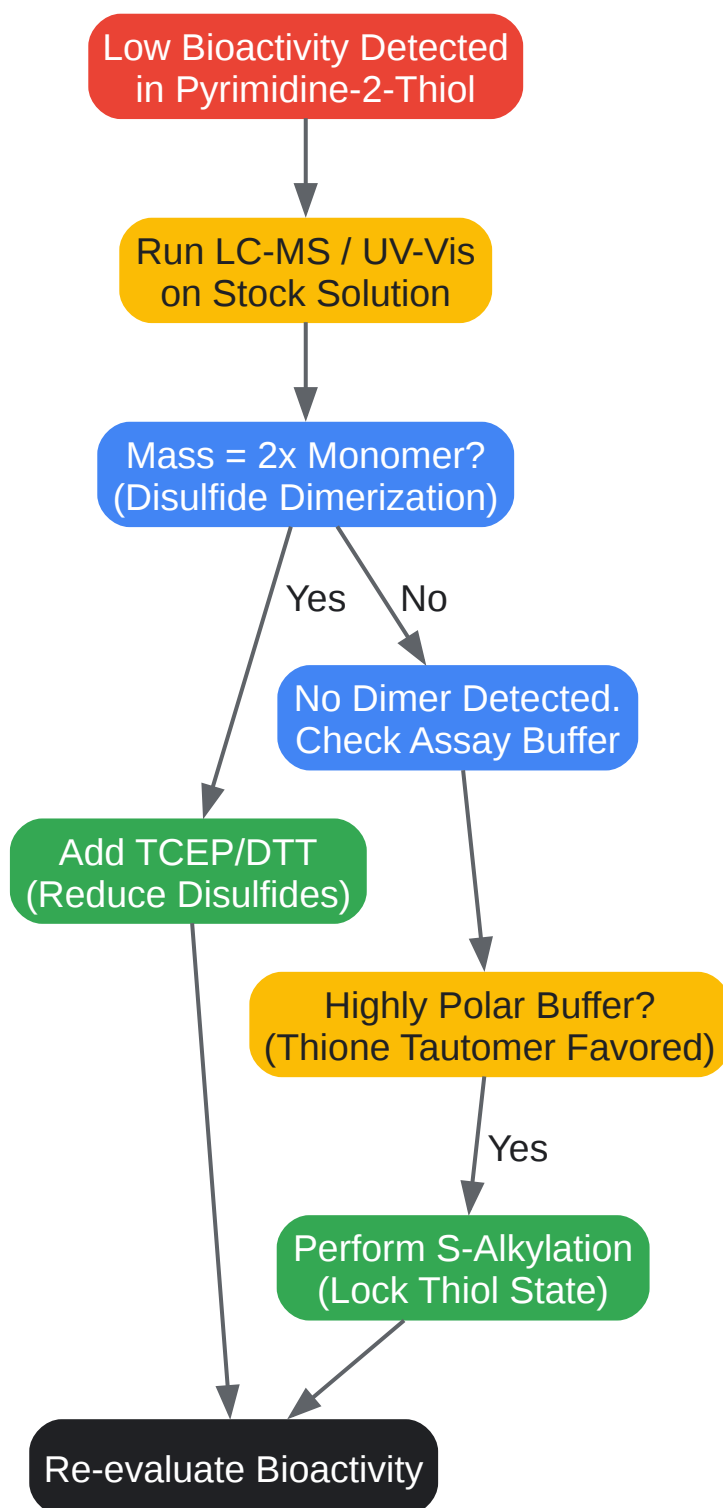 Low Bioactivity Detected
in Pyrimidine-2-Thiol
Run LC-MS / UV-Vis
on Stock Solution
Mass = 2x Monomer?
(Disulfide Dimerization)
Yes
No
No Dimer Detected.
Check Assay Buffer
Add TCEP/DTT
(Reduce Disulfides)
Highly Polar Buffer?
(Thione Tautomer Favored)
Yes
Perform S-Alkylation
(Lock Thiol State)
Re-evaluate Bioactivity